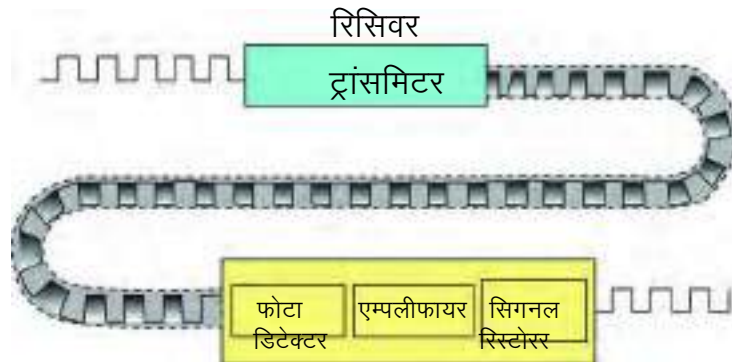 रिसिवर
ट्रांसमिटर
फोटा
डिटेक्टर
एम्पलीफायर
सिगनल
रिस्टोरर